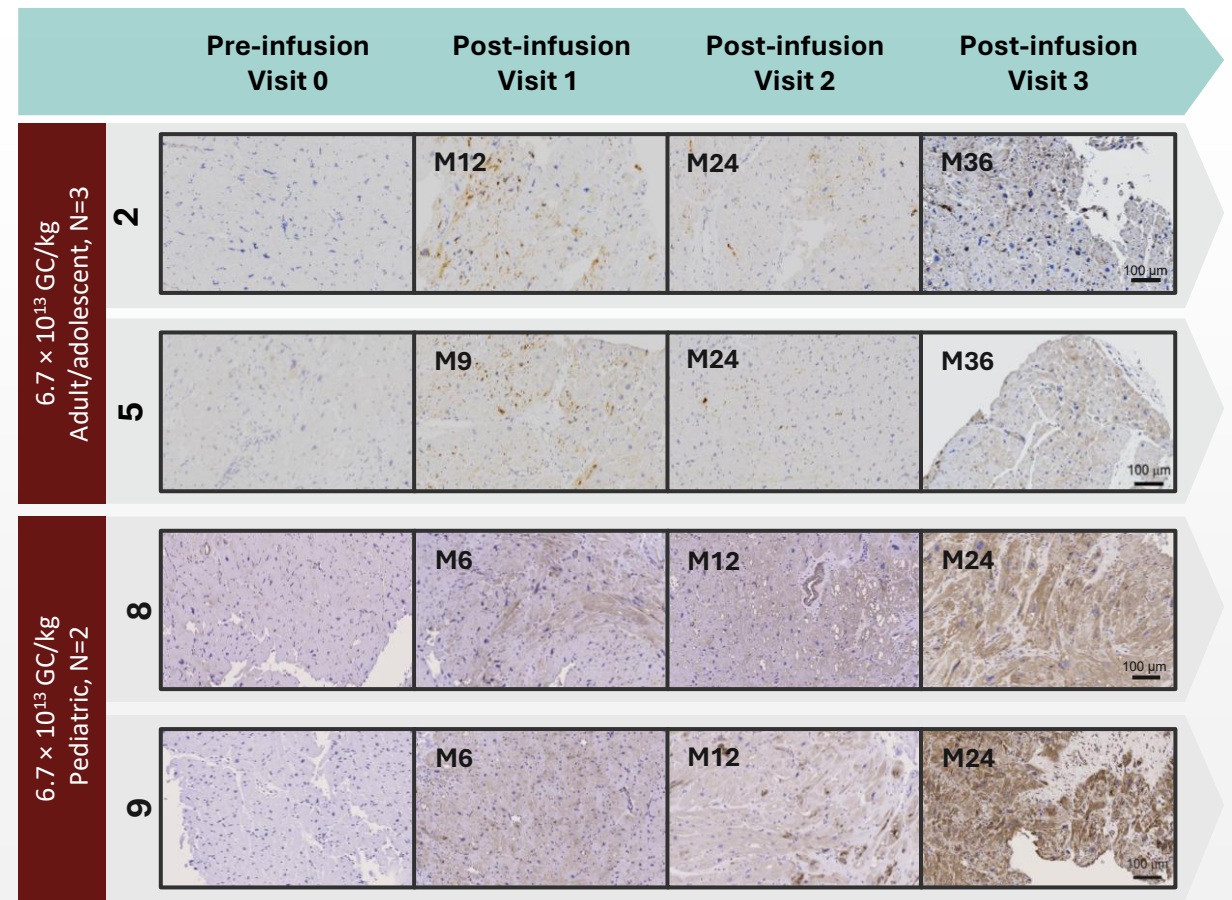 Pre-infusion
Visit 0
Post-infusion
Visit 1
Post-infusion
Visit 2
Post-infusion
Visit 3
6.7 × 10¹³ GC/kg
Adult/adolescent, N=3
2
M12
M24
M36
100 µm
5
M9
M24
M36
100 µm
6.7 × 10¹³ GC/kg
Pediatric, N=2
8
M6
M12
M24
100 µm
9
M6
M12
M24
100 µm